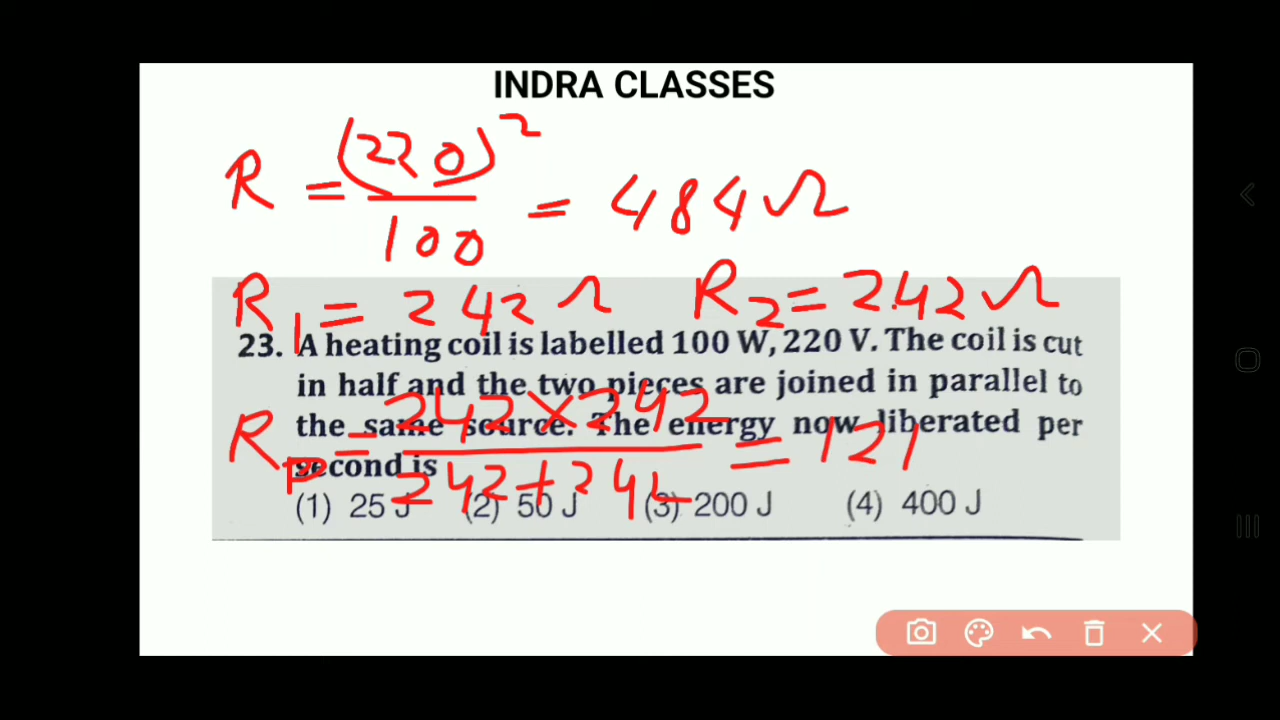 INDRA CLASSES
R = (220)² / 100 = 484 Ω
R1 = 242 Ω R2 = 242 Ω
23. A heating coil is labelled 100 W, 220 V. The coil is cut
in half and the two pieces are joined in parallel to
the same source. The energy now liberated per
second is
RP = 242 × 242 / 242 + 242 = 121
(1) 25 J (2) 50 J (3) 200 J (4) 400 J